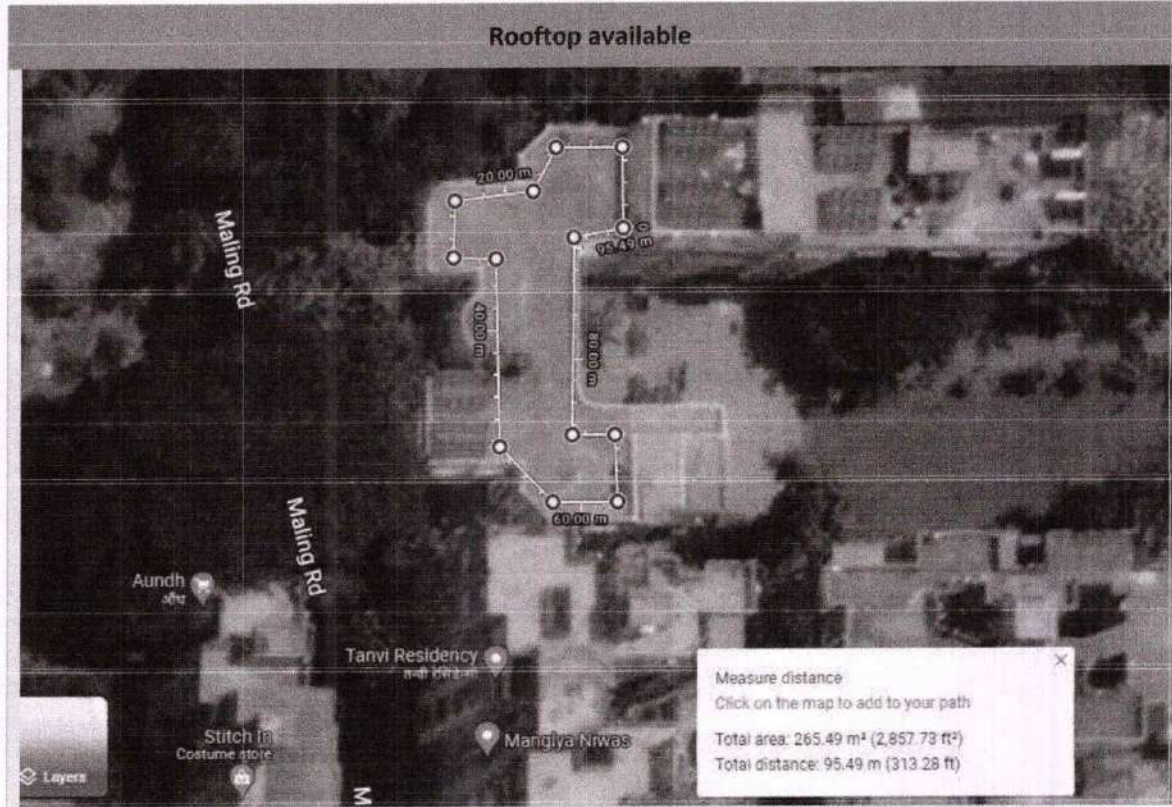 Rooftop available
20.00 m
0
95.49 m
Maling Rd
40.00 m
80.00 m
60.00 m
Maling Rd
Aundh
औंध
Tanvi Residency
तन्वी रेसिडेन्सी
Stitch In
Costume store
Mangiya Niwas
Layers
M
Measure distance
Click on the map to add to your path
Total area: 265.49 m² (2,857.73 ft²)
Total distance: 95.49 m (313.28 ft)